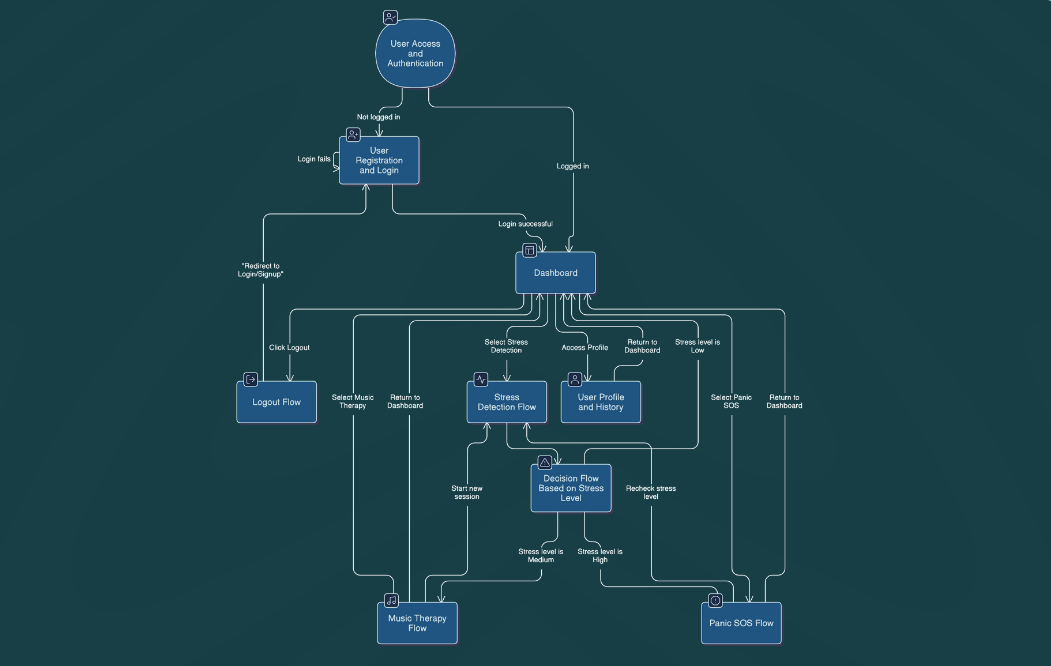 User Access
and
Authentication
Not logged in
User
Registration
and Login
Login fails
Logged in
Login successful
"Redirect to
Login/Signup"
Dashboard
Click Logout
Select Stress
Detection
Access Profile
Return to
Dashboard
Stress level is
Low
Select Music
Therapy
Return to
Dashboard
Select Panic
SOS
Return to
Dashboard
Logout Flow
Stress
Detection Flow
User Profile
and History
Decision Flow
Based on Stress
Level
Start new
session
Recheck stress
level
Stress level is
Medium
Stress level is
High
Music Therapy
Flow
Panic SOS Flow